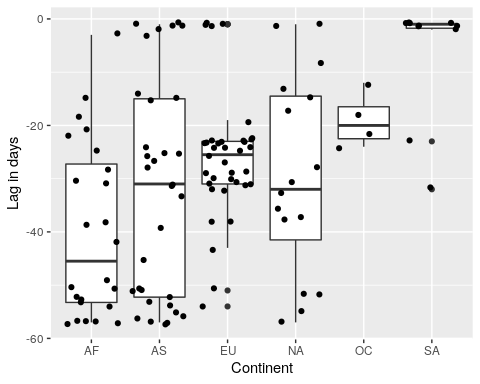 0
-20
-40
-60
Lag in days
AF AS EU NA OC SA
Continent